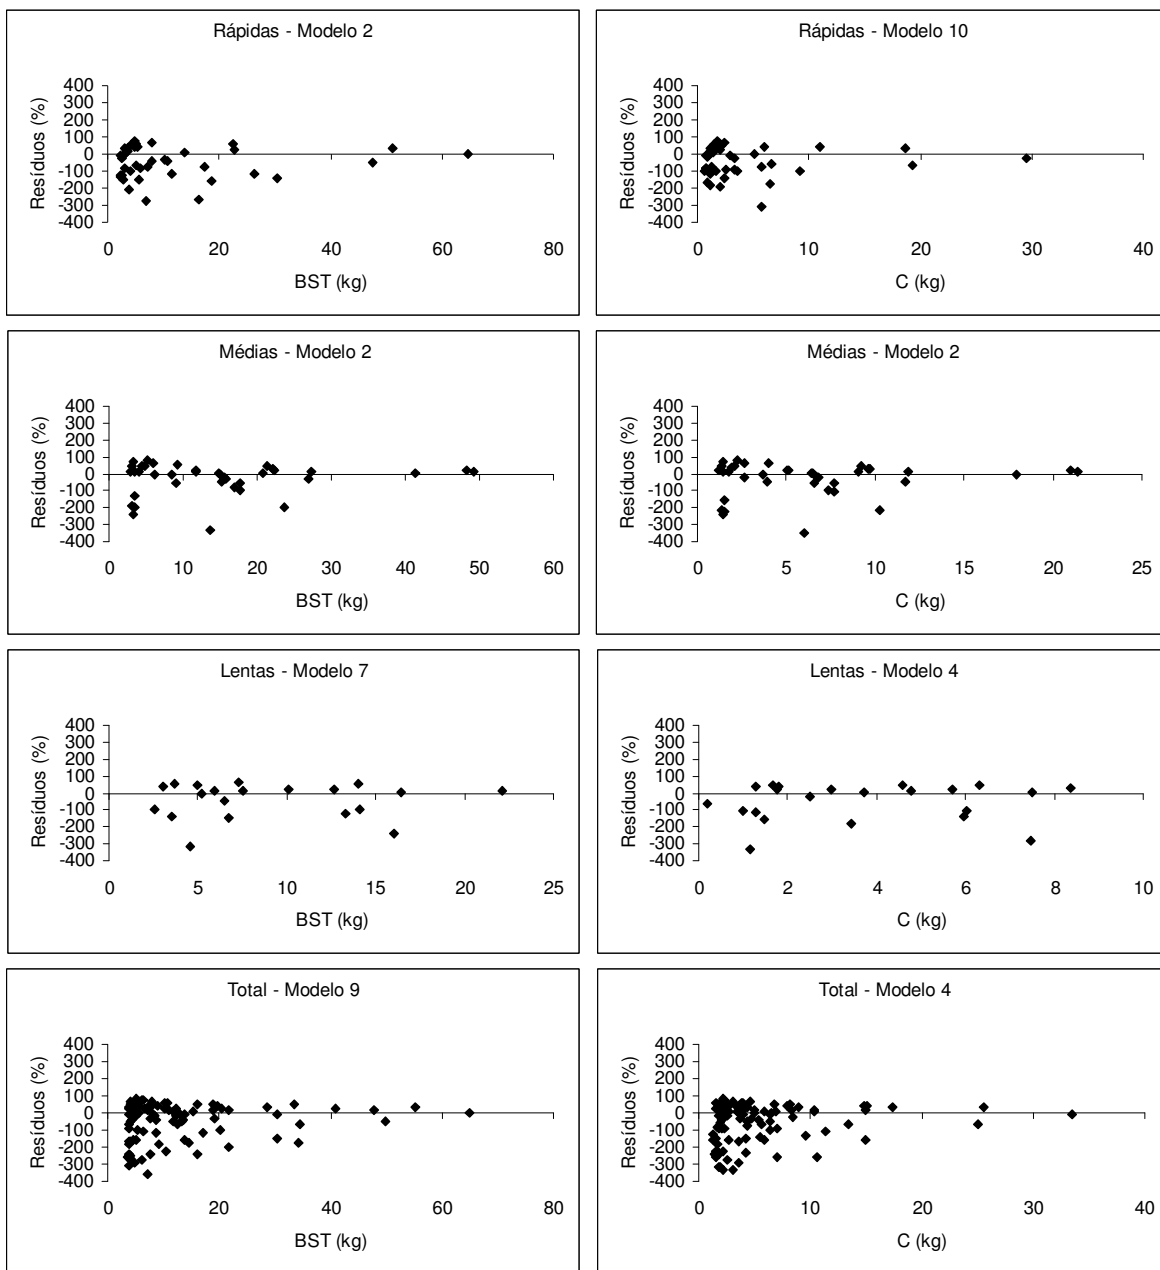 Rápidas - Modelo 2
400
300
200
100
0
-100
-200
-300
-400
Resíduos (%)
0 20 40 60 80
BST (kg)
Rápidas - Modelo 10
400
300
200
100
0
-100
-200
-300
-400
Resíduos (%)
0 10 20 30 40
C (kg)
Médias - Modelo 2
400
300
200
100
0
-100
-200
-300
-400
Resíduos (%)
0 10 20 30 40 50 60
BST (kg)
Médias - Modelo 2
400
300
200
100
0
-100
-200
-300
-400
Resíduos (%)
0 5 10 15 20 25
C (kg)
Lentas - Modelo 7
400
300
200
100
0
-100
-200
-300
-400
Resíduos (%)
0 5 10 15 20 25
BST (kg)
Lentas - Modelo 4
400
300
200
100
0
-100
-200
-300
-400
Resíduos (%)
0 2 4 6 8 10
C (kg)
Total - Modelo 9
400
300
200
100
0
-100
-200
-300
-400
Resíduos (%)
0 20 40 60 80
BST (kg)
Total - Modelo 4
400
300
200
100
0
-100
-200
-300
-400
Resíduos (%)
0 10 20 30 40
C (kg)